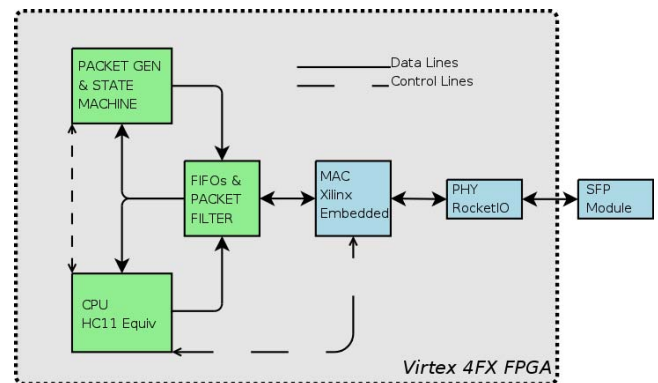 PACKET GEN
& STATE
MACHINE
Data Lines
Control Lines
FIFOs &
PACKET
FILTER
MAC
Xilinx
Embedded
PHY
RocketIO
SFP
Module
CPU
HC11 Equiv
Virtex 4FX FPGA